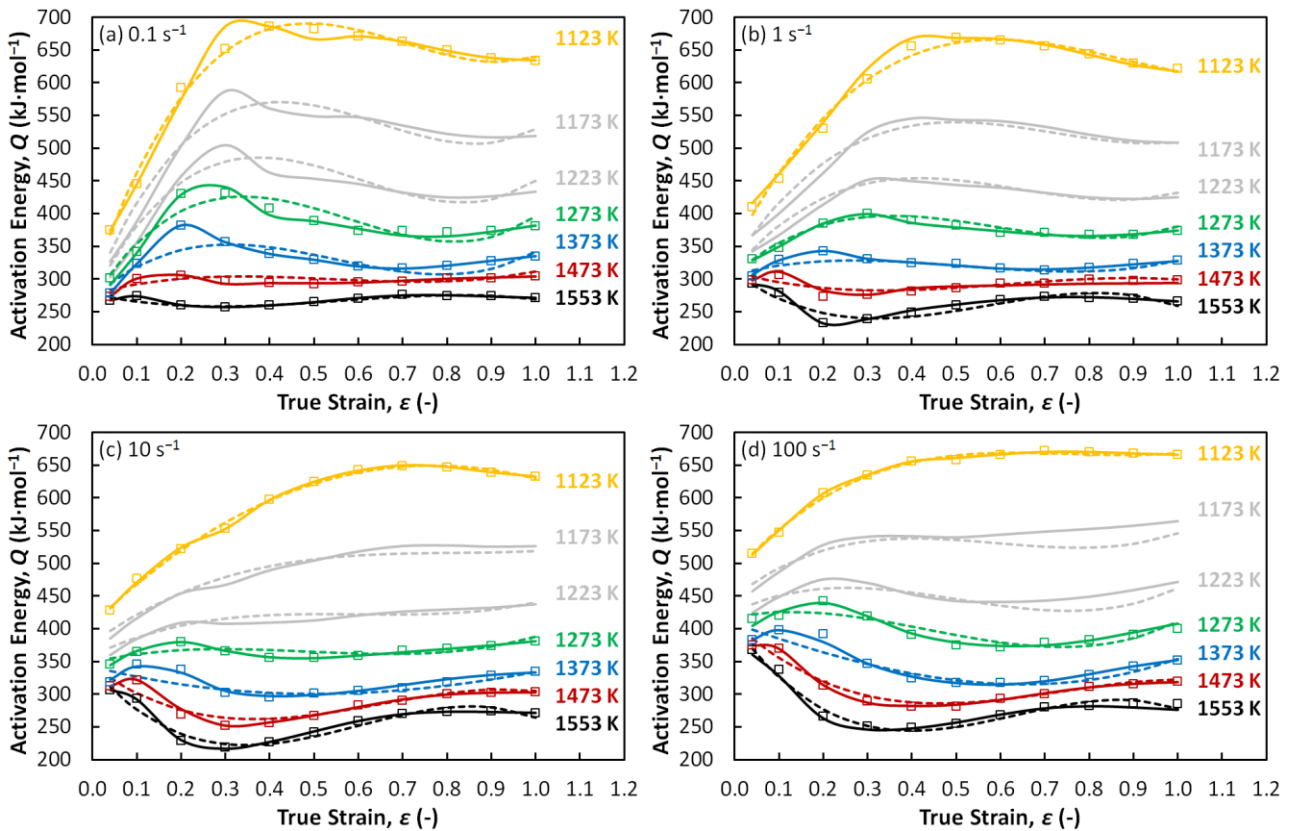 (a) 0.1 s⁻¹
Activation Energy, Q (kJ·mol⁻¹)
700
650
600
550
500
450
400
350
300
250
200
1123 K
1173 K
1223 K
1273 K
1373 K
1473 K
1553 K
0.0 0.1 0.2 0.3 0.4 0.5 0.6 0.7 0.8 0.9 1.0 1.1 1.2
True Strain, ε (-)
(b) 1 s⁻¹
Activation Energy, Q (kJ·mol⁻¹)
700
650
600
550
500
450
400
350
300
250
200
1123 K
1173 K
1223 K
1273 K
1373 K
1473 K
1553 K
0.0 0.1 0.2 0.3 0.4 0.5 0.6 0.7 0.8 0.9 1.0 1.1 1.2
True Strain, ε (-)
(c) 10 s⁻¹
Activation Energy, Q (kJ·mol⁻¹)
700
650
600
550
500
450
400
350
300
250
200
1123 K
1173 K
1223 K
1273 K
1373 K
1473 K
1553 K
0.0 0.1 0.2 0.3 0.4 0.5 0.6 0.7 0.8 0.9 1.0 1.1 1.2
True Strain, ε (-)
(d) 100 s⁻¹
Activation Energy, Q (kJ·mol⁻¹)
700
650
600
550
500
450
400
350
300
250
200
1123 K
1173 K
1223 K
1273 K
1373 K
1473 K
1553 K
0.0 0.1 0.2 0.3 0.4 0.5 0.6 0.7 0.8 0.9 1.0 1.1 1.2
True Strain, ε (-)